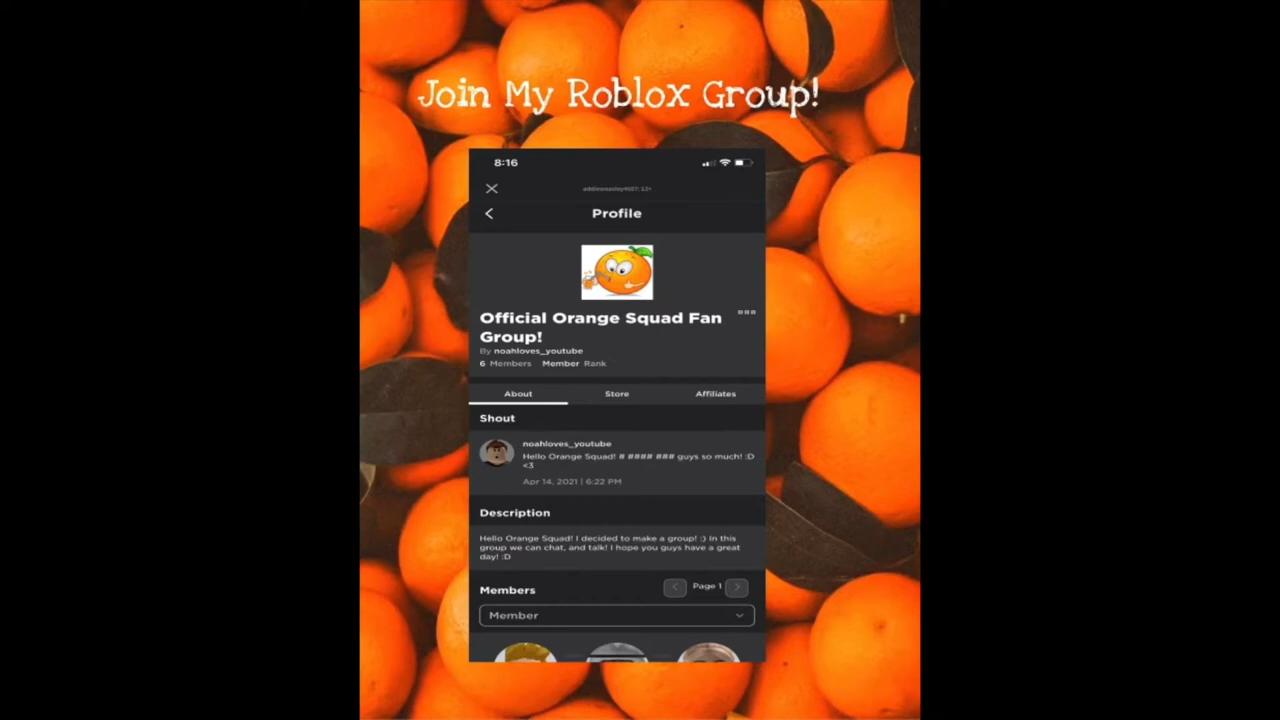 Join My Roblox Group!
8:16
Profile
Official Orange Squad Fan
Group!
By noahloves_youtube
6 Members Member Rank
About Store Affiliates
Shout
noahloves_youtube
Hello Orange Squad! # #### ### guys so much! :D
<3
Apr 14, 2021 | 6:22 PM
Description
Hello Orange Squad! I decided to make a group! :) In this
group we can chat, and talk! I hope you guys have a great
day! :D
Members Page 1
Member